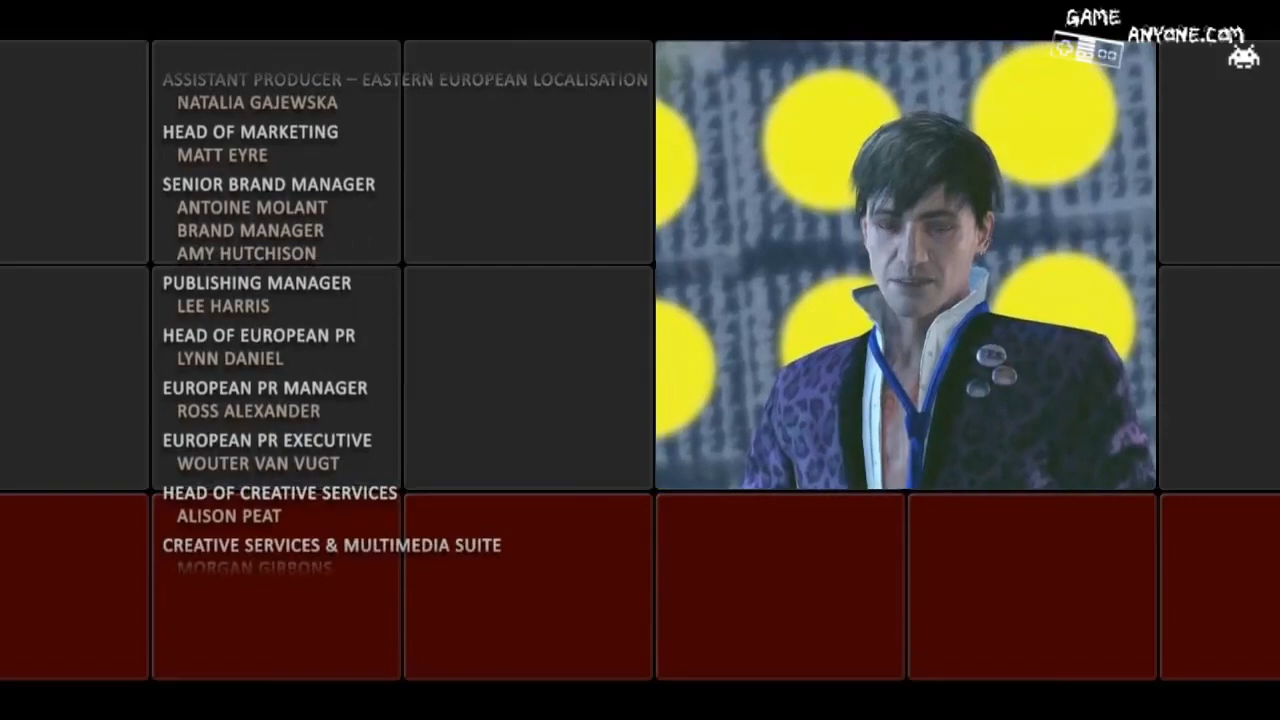 GAME
ANYONE.COM
ASSISTANT PRODUCER – EASTERN EUROPEAN LOCALISATION
NATALIA GAJEWSKA
HEAD OF MARKETING
MATT EYRE
SENIOR BRAND MANAGER
ANTOINE MOLANT
BRAND MANAGER
AMY HUTCHISON
PUBLISHING MANAGER
LEE HARRIS
HEAD OF EUROPEAN PR
LYNN DANIEL
EUROPEAN PR MANAGER
ROSS ALEXANDER
EUROPEAN PR EXECUTIVE
WOUTER VAN VUGT
HEAD OF CREATIVE SERVICES
ALISON PEAT
CREATIVE SERVICES & MULTIMEDIA SUITE
MORGAN GIBBONS